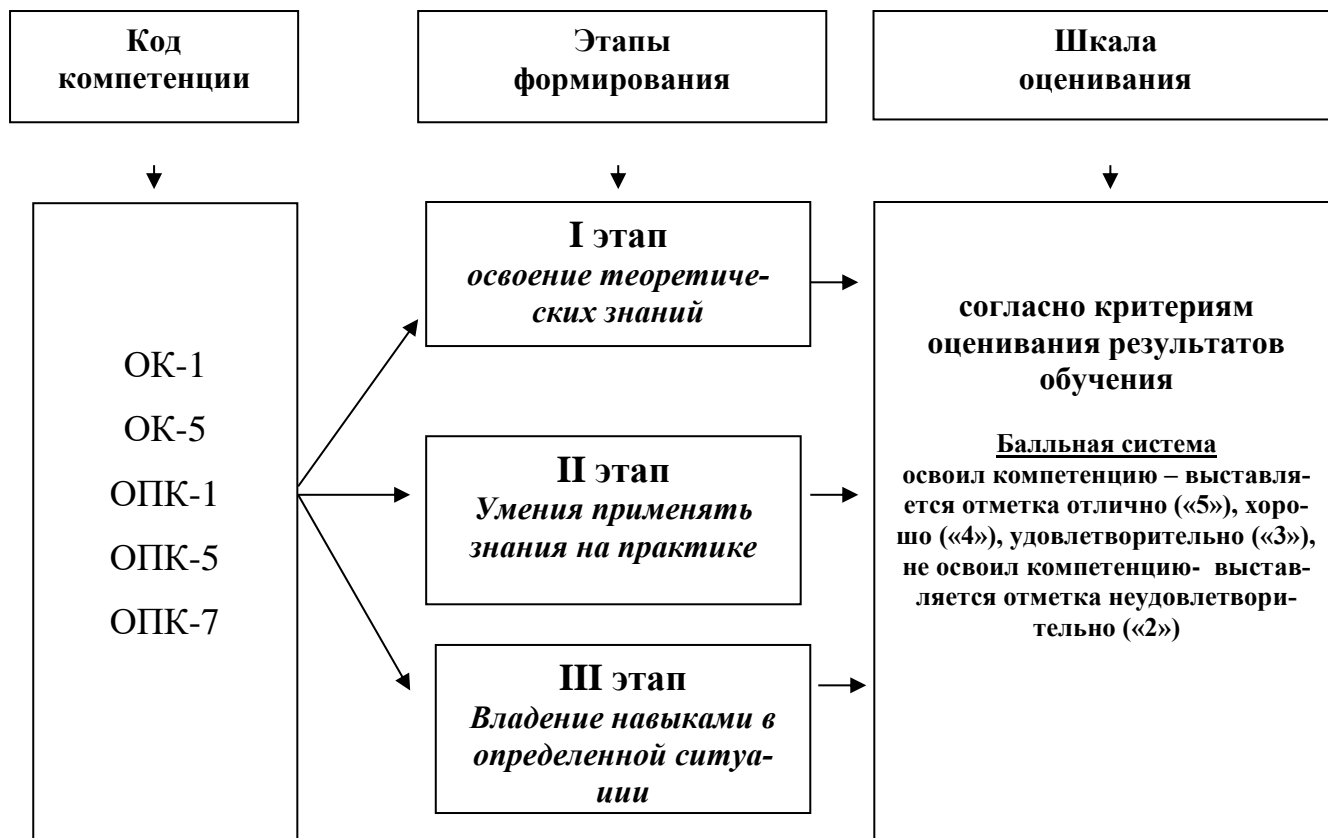 Код
компетенции
Этапы
формирования
Шкала
оценивания
ОК-1
ОК-5
ОПК-1
ОПК-5
ОПК-7
I этап
освоение теоретиче-
ских знаний
II этап
Умения применять
знания на практике
III этап
Владение навыками в
определенной ситуа-
ции
согласно критериям
оценивания результатов
обучения
Балльная система
освоил компетенцию – выставля-
ется отметка отлично («5»), хоро-
шо («4»), удовлетворительно («3»),
не освоил компетенцию- выстав-
ляется отметка неудовлетвори-
тельно («2»)